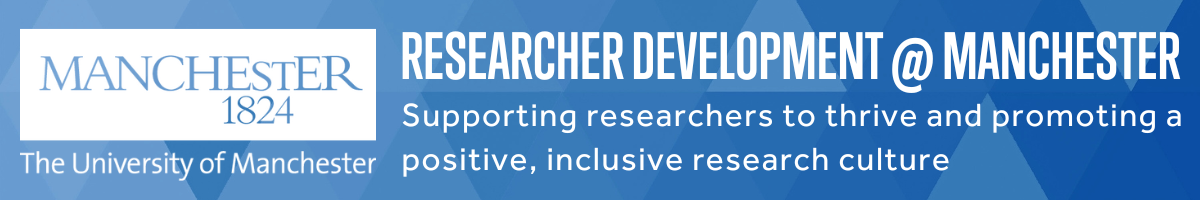 MANCHESTER
1824
The University of Manchester
RESEARCHER DEVELOPMENT @ MANCHESTER
Supporting researchers to thrive and promoting a
positive, inclusive research culture